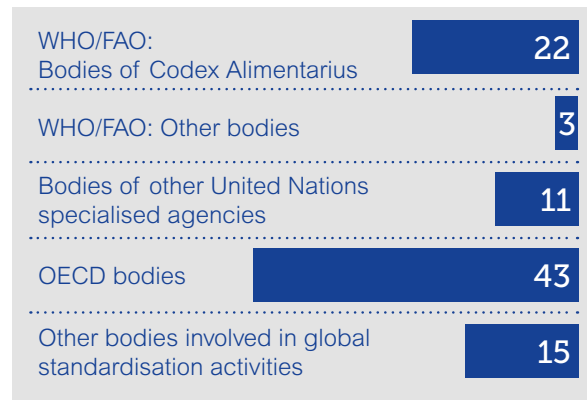 WHO/FAO:
Bodies of Codex Alimentarius
22
WHO/FAO: Other bodies
3
Bodies of other United Nations
specialised agencies
11
OECD bodies
43
Other bodies involved in global
standardisation activities
15